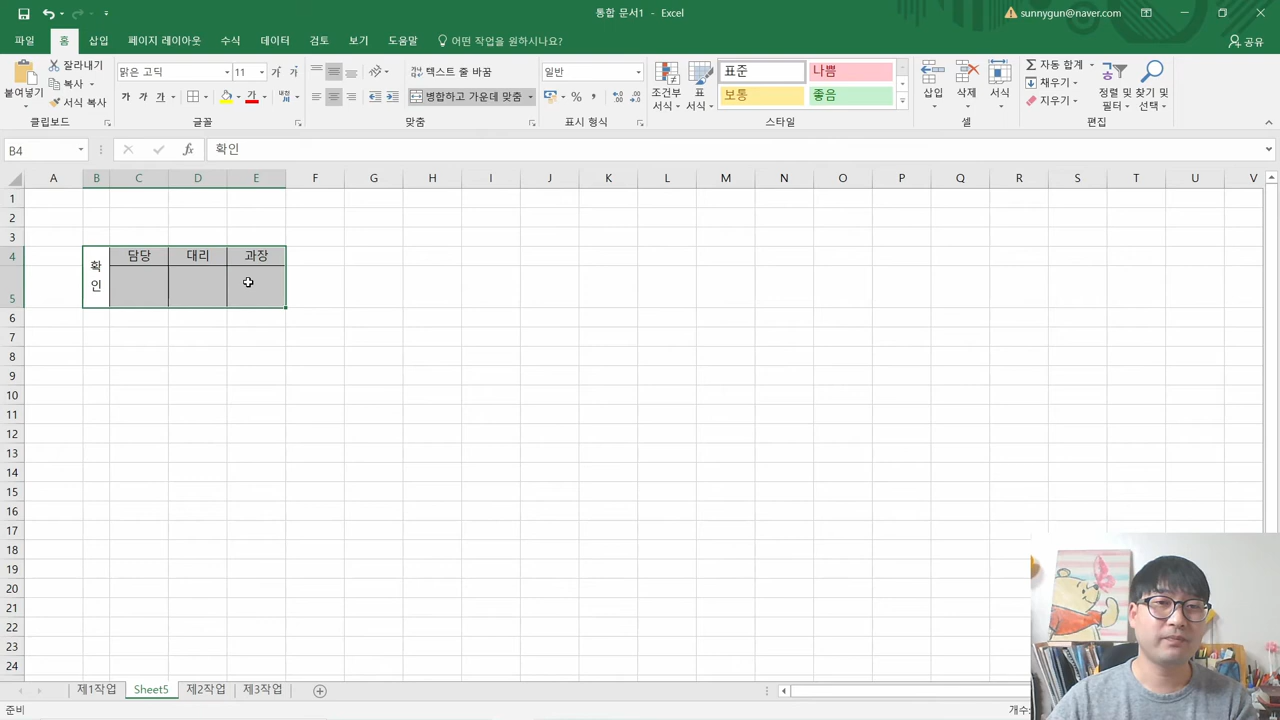 통합 문서1 - Excel
sunnygun@naver.com
파일 홈 삽입 페이지 레이아웃 수식 데이터 검토 보기 도움말 어떤 작업을 원하시나요? 공유
붙여넣기
잘라내기
복사
서식 복사
맑은 고딕 11
가 가 가 가 가
텍스트 줄 바꿈
병합하고 가운데 맞춤
일반
조건부 서식
표 서식
표준 나쁨
보통 좋음
삽입 삭제 서식
자동 합계
채우기
지우기
정렬 및 필터
찾기 및 선택
클립보드 글꼴 맞춤 표시 형식 스타일 셀 편집
B4 fx 확인
A B C D E F G H I J K L M N O P Q R S T U V
1
2
3
4 담당 대리 과장
확
인
5
6
7
8
9
10
11
12
13
14
15
16
17
18
19
20
21
22
23
24
제1작업 Sheet5 제2작업 제3작업
준비